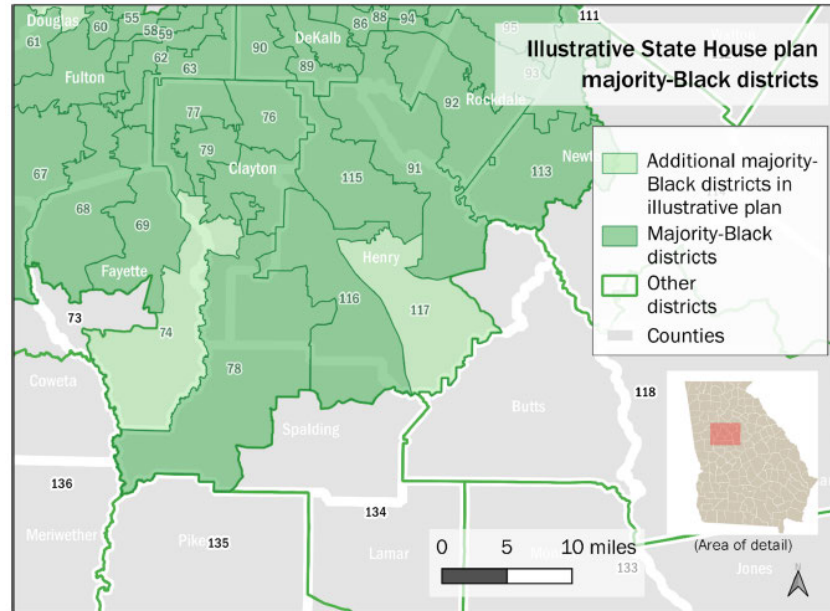 Illustrative State House plan
majority-Black districts
Additional majority-
Black districts in
illustrative plan
Majority-Black
districts
Other
districts
Counties
Douglas
60
55
86
88
94
95
111
61
58
59
90
DeKalb
62
63
89
93
Fulton
77
76
92
Rockdale
67
79
Clayton
91
Newt
113
68
69
115
Fayette
Henry
73
74
116
117
78
Coweta
118
Butts
Spalding
136
134
Meriwether
Pike
135
Lamar
133
Jones
0 5 10 miles
(Area of detail)
N